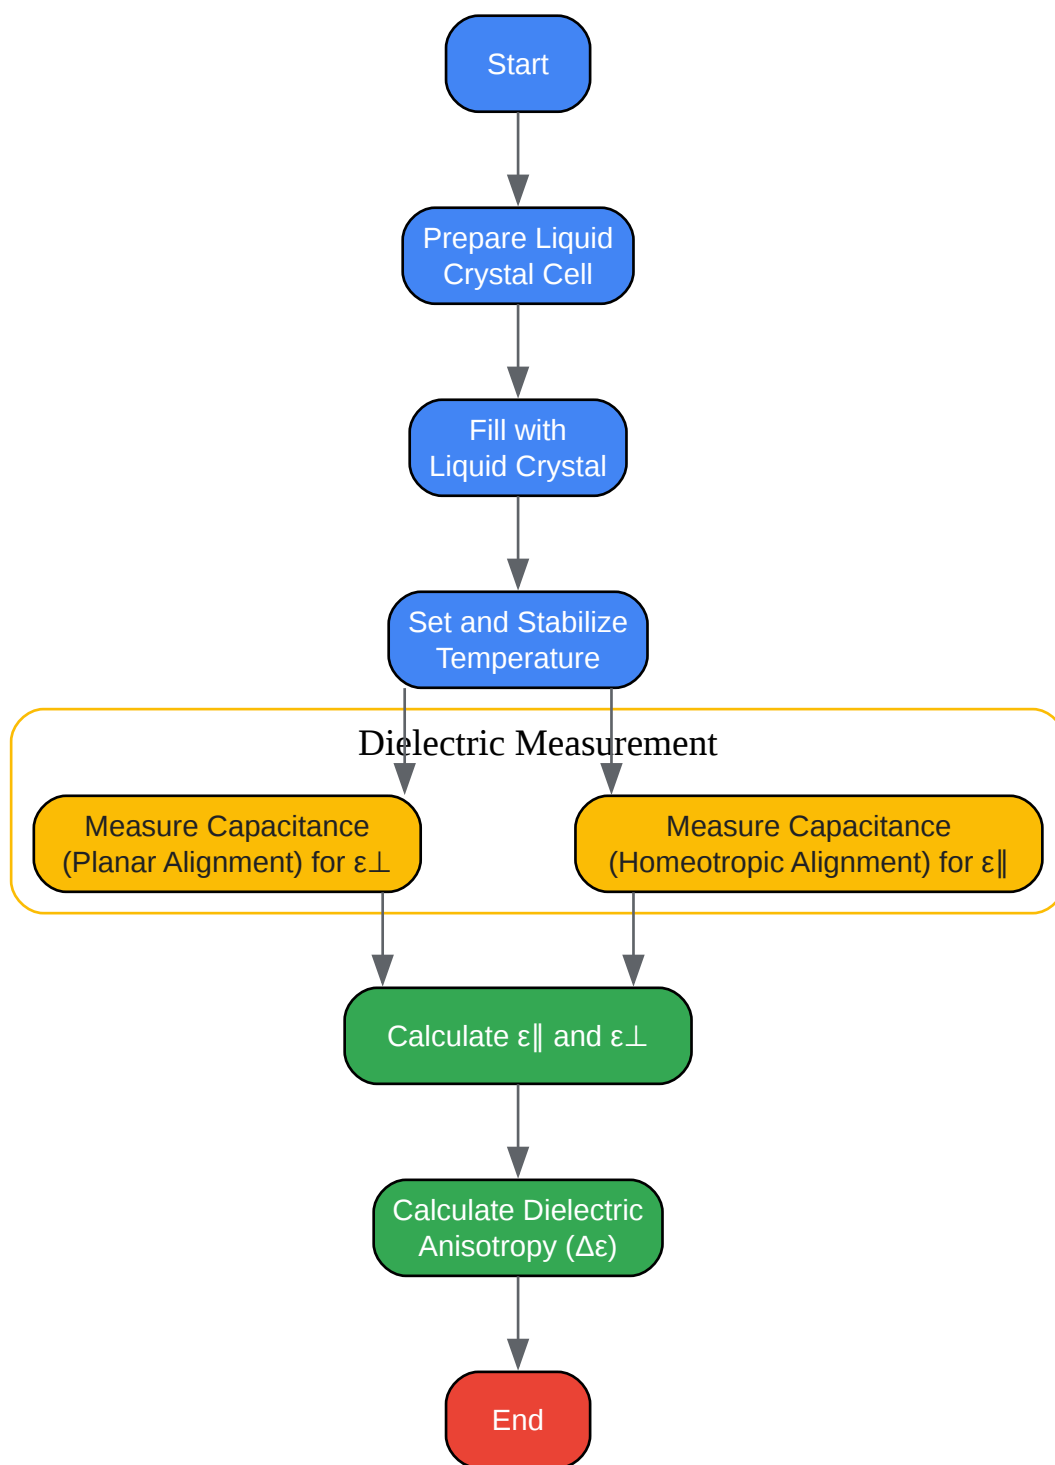 Start
Prepare Liquid
Crystal Cell
Fill with
Liquid Crystal
Set and Stabilize
Temperature
Dielectric Measurement
Measure Capacitance
(Planar Alignment) for ε⊥
Measure Capacitance
(Homeotropic Alignment) for ε∥
Calculate ε∥ and ε⊥
Calculate Dielectric
Anisotropy (Δε)
End